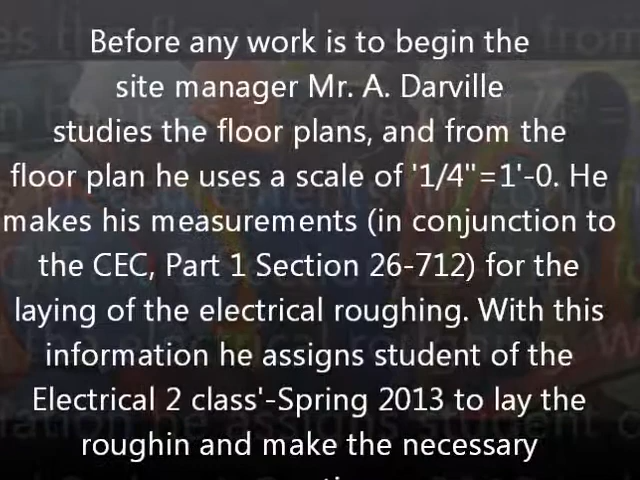 Before any work is to begin the
site manager Mr. A. Darville
studies the floor plans, and from the
floor plan he uses a scale of '1/4"=1'-0. He
makes his measurements (in conjunction to
the CEC, Part 1 Section 26-712) for the
laying of the electrical roughing. With this
information he assigns student of the
Electrical 2 class'-Spring 2013 to lay the
roughin and make the necessary